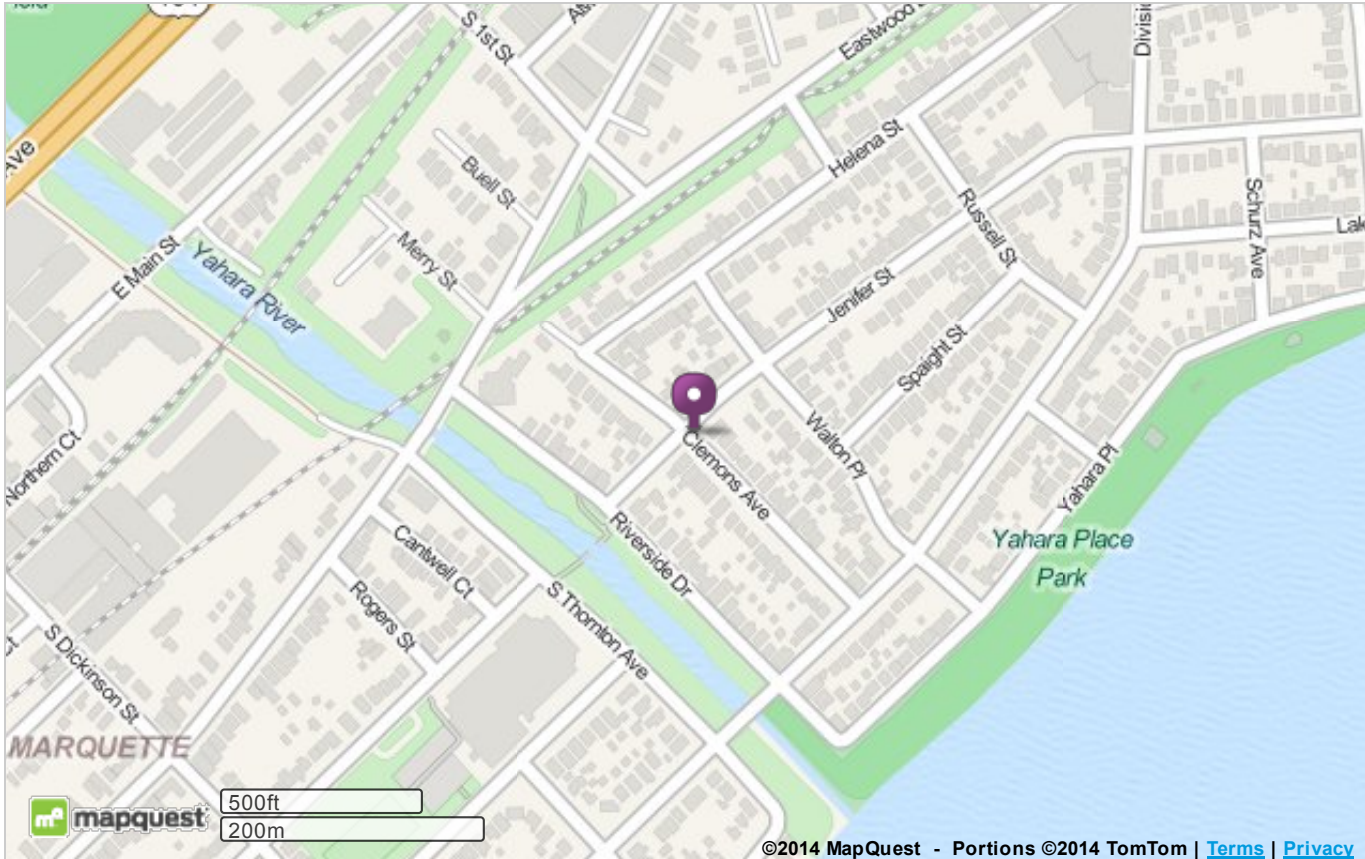 S 1st St
Eastwood
Divisi
Ave
Buell St
Helena St
Merry St
Russell St
Schurz Ave
Lak
E Main St
Yahara River
Jenifer St
Spaight St
Walton Pl
Clemons Ave
Northern Ct
Yahara Pl
Cantwell Ct
Riverside Dr
Yahara Place
Park
Rogers St
S Thornton Ave
S Dickinson St
MARQUETTE
mapquest
500ft
200m
©2014 MapQuest - Portions ©2014 TomTom | Terms | Privacy